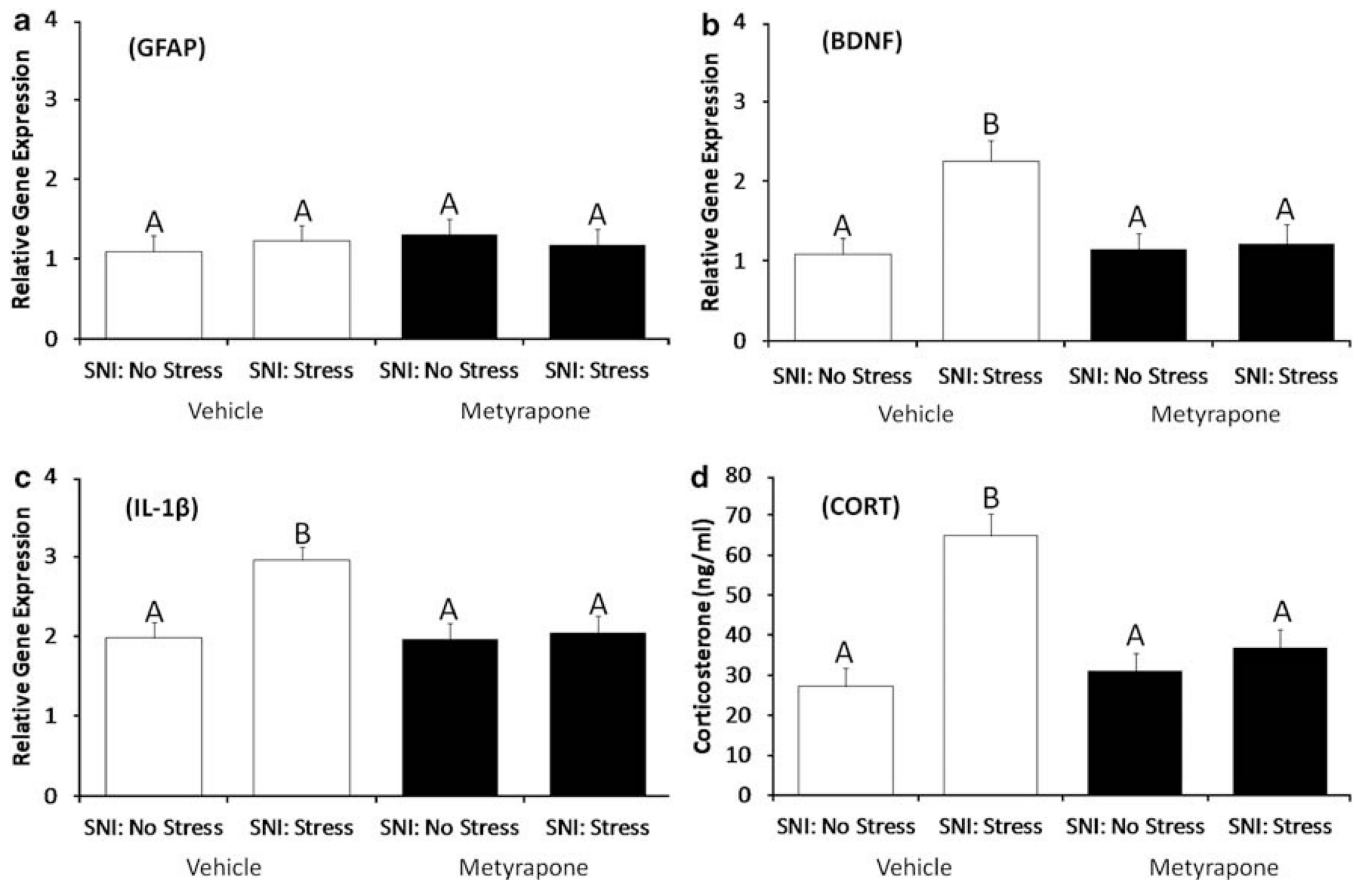 a
(GFAP)
Relative Gene Expression
4
3
2
1
0
A
A
A
A
SNI: No Stress
SNI: Stress
SNI: No Stress
SNI: Stress
Vehicle
Metyrapone
b
(BDNF)
Relative Gene Expression
4
3
2
1
0
A
B
A
A
SNI: No Stress
SNI: Stress
SNI: No Stress
SNI: Stress
Vehicle
Metyrapone
c
(IL-1β)
Relative Gene Expression
4
3
2
1
0
A
B
A
A
SNI: No Stress
SNI: Stress
SNI: No Stress
SNI: Stress
Vehicle
Metyrapone
d
(CORT)
Corticosterone (ng/ml)
80
70
60
50
40
30
20
10
0
A
B
A
A
SNI: No Stress
SNI: Stress
SNI: No Stress
SNI: Stress
Vehicle
Metyrapone